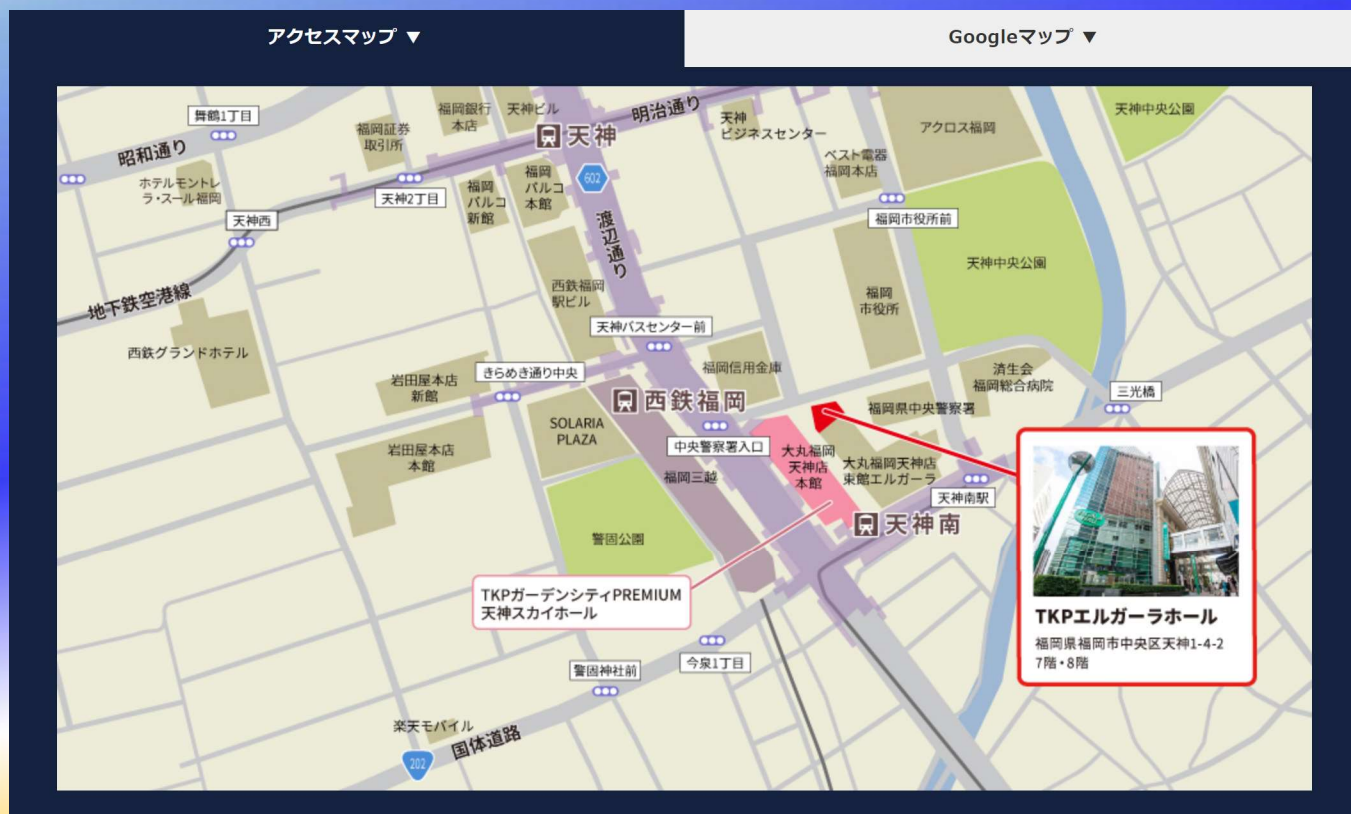 アクセスマップ ▼
Googleマップ ▼
舞鶴1丁目
昭和通り
福岡証券
取引所
福岡銀行
本店
天神ビル
天神
明治通り
天神
ビジネスセンター
アクロス福岡
天神中央公園
ベスト電器
福岡本店
ホテルモントレ
ラ・スール福岡
天神西
天神2丁目
福岡
パルコ
新館
福岡
パルコ
本館
602
渡辺通り
福岡市役所前
天神中央公園
地下鉄空港線
西鉄福岡
駅ビル
福岡
市役所
西鉄グランドホテル
天神バスセンター前
岩田屋本店
新館
きらめき通り中央
福岡信用金庫
済生会
福岡総合病院
三光橋
西鉄福岡
福岡県中央警察署
SOLARIA
PLAZA
中央警察署入口
岩田屋本店
本館
福岡三越
大丸福岡
天神店
本館
大丸福岡天神店
東館エルガーラ
天神南駅
天神南
警固公園
TKPガーデンシティPREMIUM
天神スカイホール
TKPエルガーラホール
福岡県福岡市中央区天神1-4-2
7階・8階
今泉1丁目
警固神社前
楽天モバイル
国体道路
202